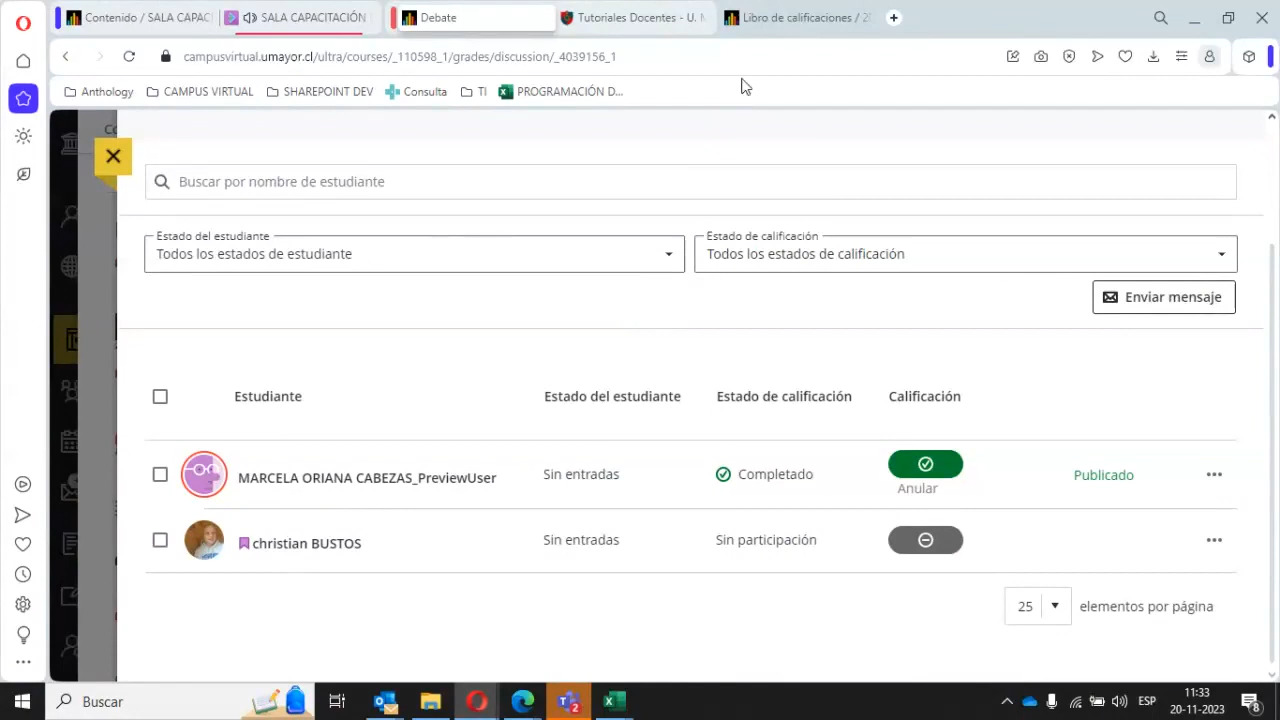 Contenido / SALA CAPAC
SALA CAPACITACIÓN
Debate
Tutoriales Docentes - U. M
Libro de calificaciones / 2
campusvirtual.umayor.cl/ultra/courses/_110598_1/grades/discussion/_4039156_1
Anthology
CAMPUS VIRTUAL
SHAREPOINT DEV
Consulta
TI
PROGRAMACIÓN D...
Buscar por nombre de estudiante
Estado del estudiante
Todos los estados de estudiante
Estado de calificación
Todos los estados de calificación
Enviar mensaje
Estudiante
Estado del estudiante
Estado de calificación
Calificación
MARCELA ORIANA CABEZAS_PreviewUser
Sin entradas
Completado
Anular
Publicado
christian BUSTOS
Sin entradas
Sin participación
25
elementos por página
Buscar
ESP
11:33
20-11-2023
8